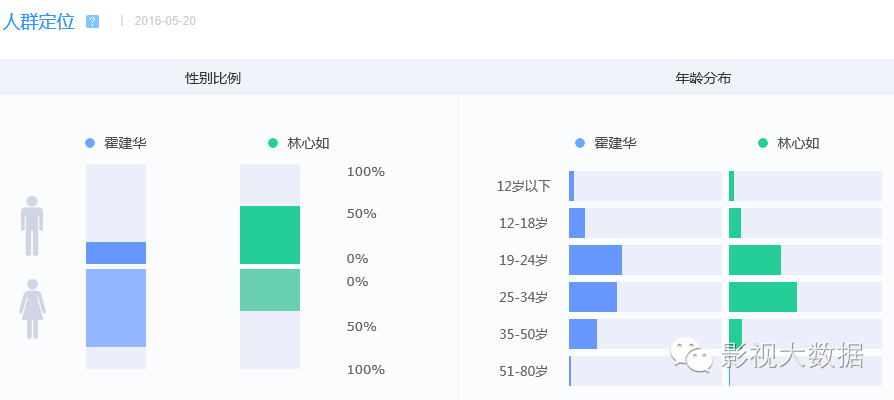 人群定位 ? | 2016-05-20
性别比例
年龄分布
霍建华 林心如
霍建华 林心如
100%
50%
0%
0%
50%
100%
12岁以下
12-18岁
19-24岁
25-34岁
35-50岁
51-80岁
影视大数据